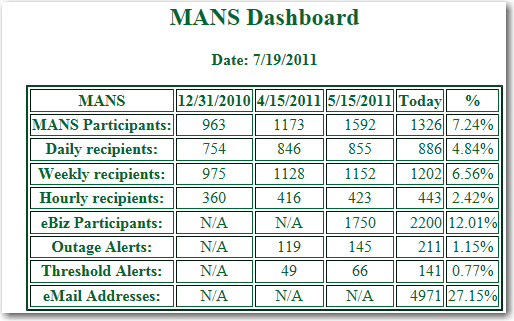 MANS Dashboard
Date: 7/19/2011
MANS 12/31/2010 4/15/2011 5/15/2011 Today %
MANS Participants: 963 1173 1592 1326 7.24%
Daily recipients: 754 846 855 886 4.84%
Weekly recipients: 975 1128 1152 1202 6.56%
Hourly recipients: 360 416 423 443 2.42%
eBiz Participants: N/A N/A 1750 2200 12.01%
Outage Alerts: N/A 119 145 211 1.15%
Threshold Alerts: N/A 49 66 141 0.77%
eMail Addresses: N/A N/A N/A 4971 27.15%